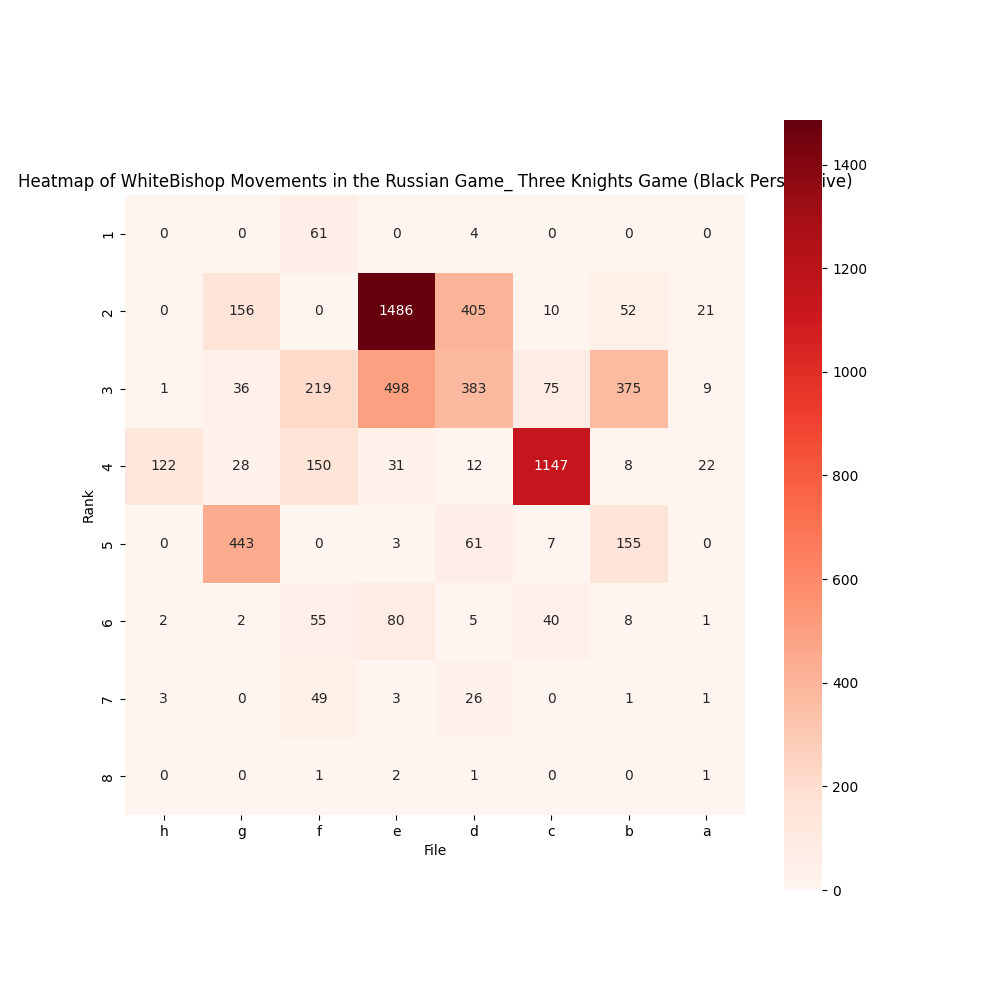 Heatmap of WhiteBishop Movements in the Russian Game_ Three Knights Game (Black Perspective)
1 0 0 61 0 4 0 0 0
2 0 156 0 1486 405 10 52 21
3 1 36 219 498 383 75 375 9
4 122 28 150 31 12 1147 8 22
5 0 443 0 3 61 7 155 0
6 2 2 55 80 5 40 8 1
7 3 0 49 3 26 0 1 1
8 0 0 1 2 1 0 0 1
h g f e d c b a
File
Rank
1400
1200
1000
800
600
400
200
0